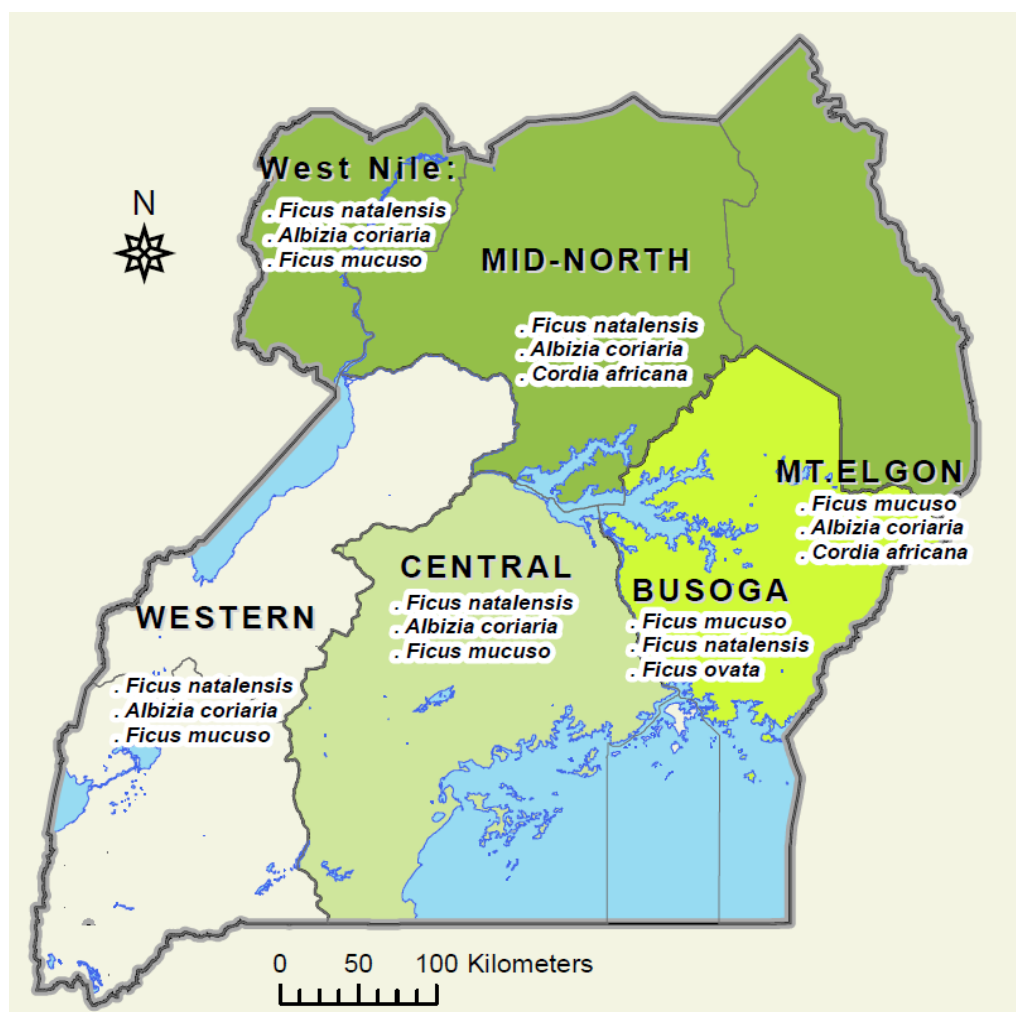 West Nile:
. Ficus natalensis
. Albizia coriaria
. Ficus mucuso
N
MID-NORTH
. Ficus natalensis
. Albizia coriaria
. Cordia africana
MT.ELGON
. Ficus mucuso
. Albizia coriaria
. Cordia africana
CENTRAL
. Ficus natalensis
. Albizia coriaria
. Ficus mucuso
BUSOGA
. Ficus mucuso
. Ficus natalensis
. Ficus ovata
WESTERN
. Ficus natalensis
. Albizia coriaria
. Ficus mucuso
0 50 100 Kilometers